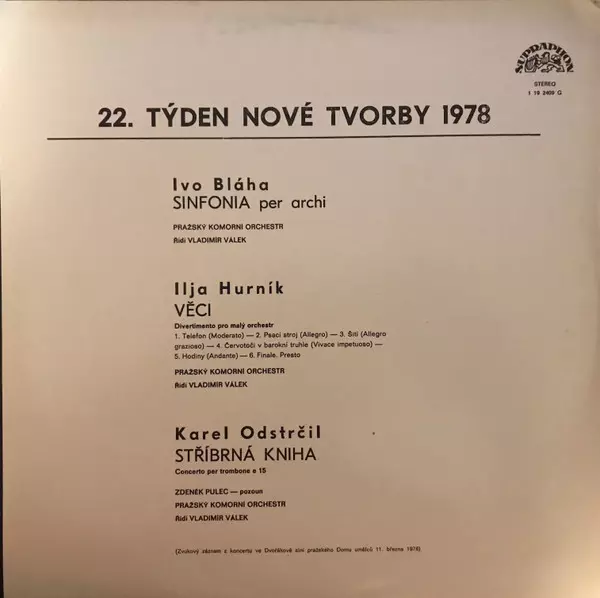 SUPRAPHON
STEREO
1 19 2409 G
22. TÝDEN NOVÉ TVORBY 1978
Ivo Bláha
SINFONIA per archi
PRAŽSKÝ KOMORNÍ ORCHESTR
Řídí VLADIMÍR VÁLEK
Ilja Hurník
VĚCI
Divertimento pro malý orchestr
1. Telefon (Moderato) — 2. Psací stroj (Allegro) — 3. Šití (Allegro
grazioso) — 4. Červotoči v barokní truhle (Vivace impetuoso) —
5. Hodiny (Andante) — 6. Finale. Presto
PRAŽSKÝ KOMORNÍ ORCHESTR
Řídí VLADIMÍR VÁLEK
Karel Odstrčil
STŘÍBRNÁ KNIHA
Concerto per trombone e 15
ZDENĚK PULEC — pozoun
PRAŽSKÝ KOMORNÍ ORCHESTR
Řídí VLADIMÍR VÁLEK
(Zvukový záznam z koncertu ve Dvořákově síni pražského Domu umělců 11. března 1978)